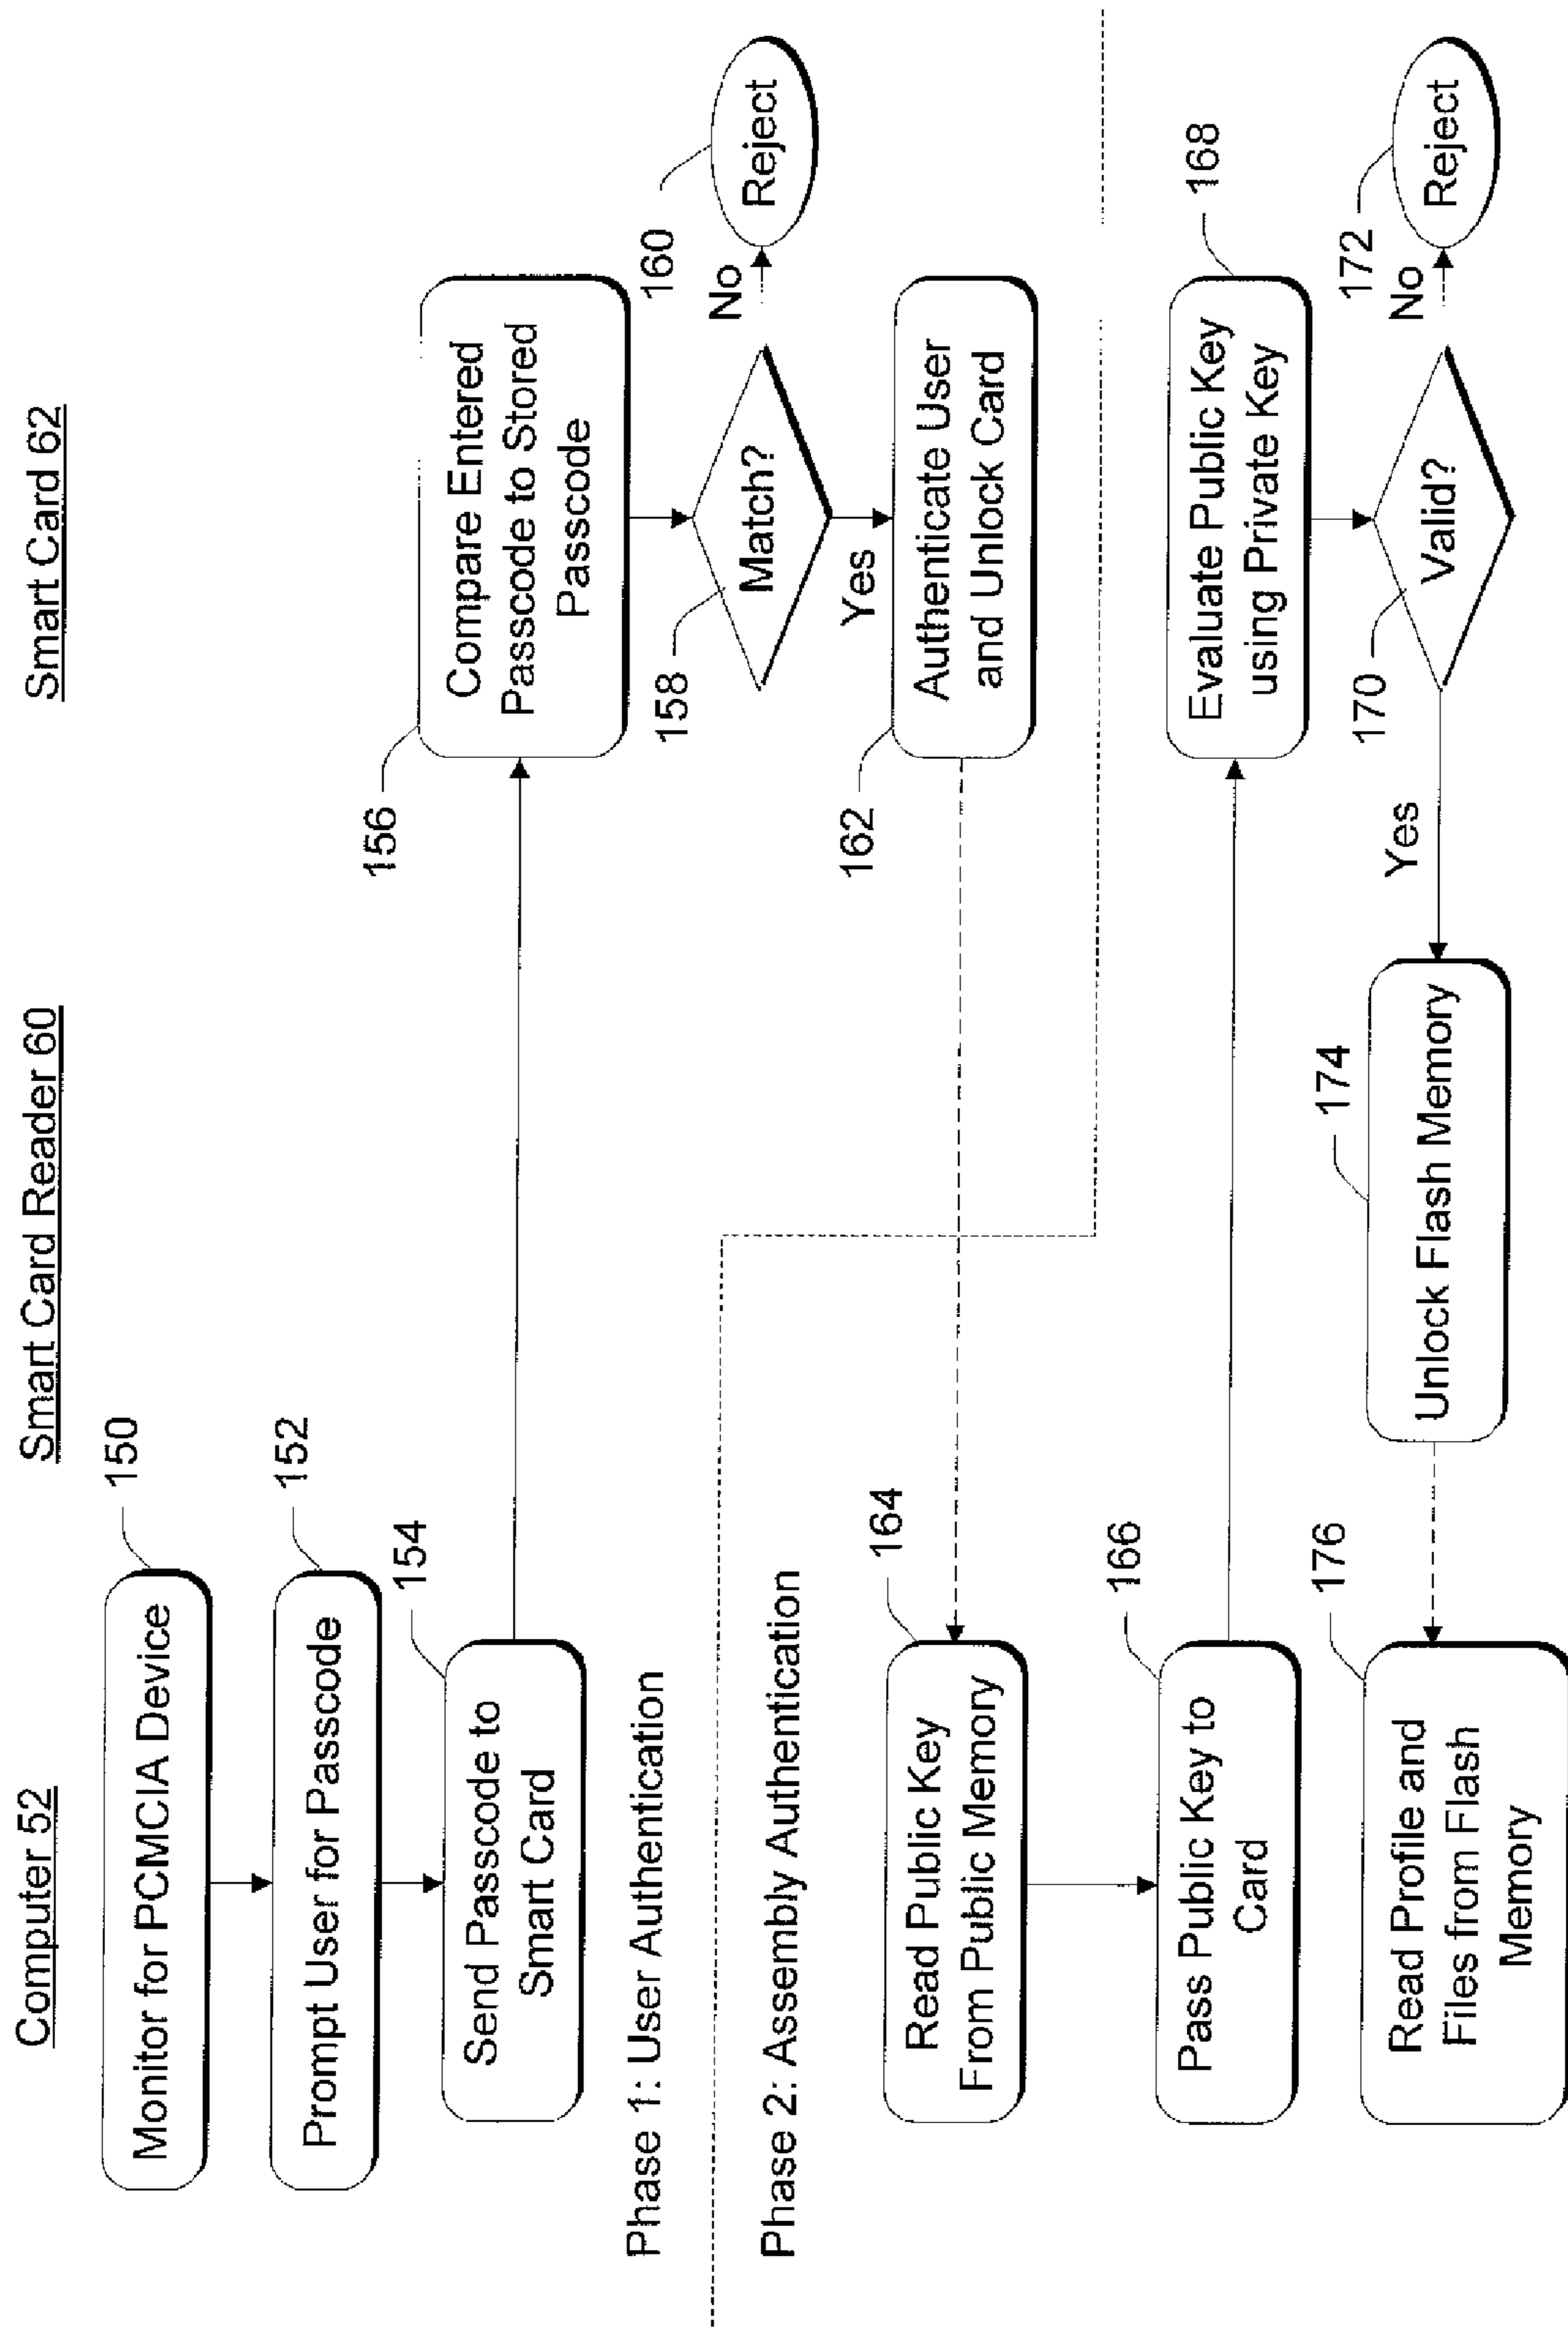 Computer 52
Smart Card Reader 60
Smart Card 62
150
Monitor for PCMCIA Device
152
Prompt User for Passcode
154
Send Passcode to
Smart Card
156
Compare Entered
Passcode to Stored
Passcode
158
Match?
No
160
Reject
Yes
162
Authenticate User
and Unlock Card
Phase 1: User Authentication
Phase 2: Assembly Authentication
164
Read Public Key
From Public Memory
166
Pass Public Key to
Card
168
Evaluate Public Key
using Private Key
170
Valid?
No
172
Reject
Yes
174
Unlock Flash Memory
176
Read Profile and
Files from Flash
Memory